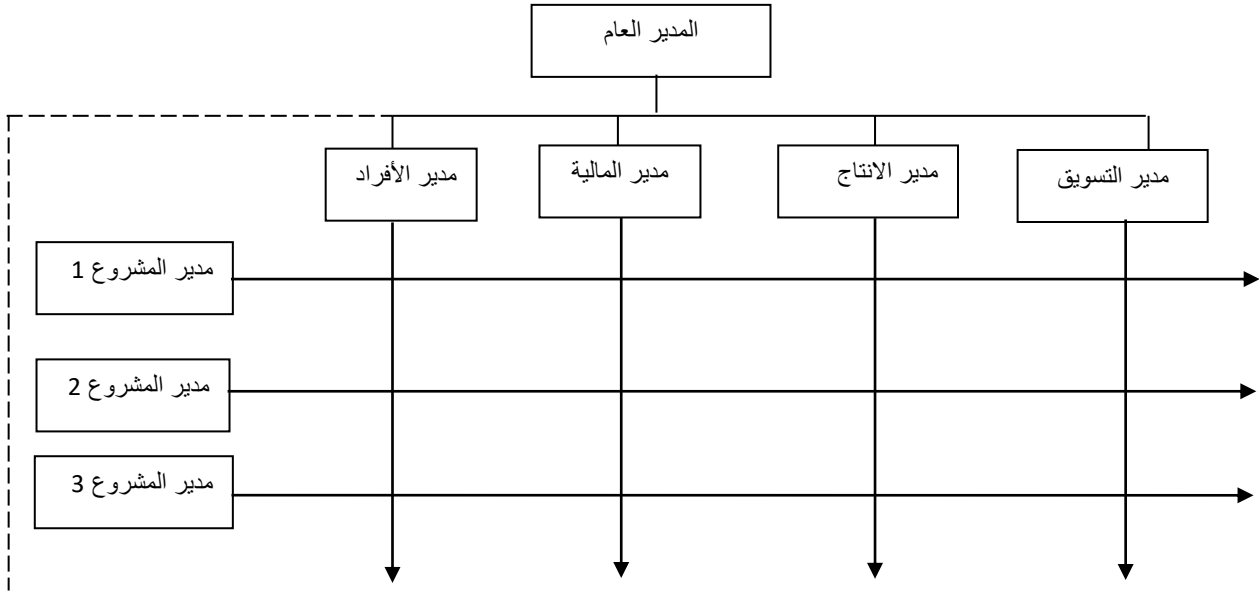 المدير العام
مدير التسويق
مدير الانتاج
مدير المالية
مدير الأفراد
مدير المشروع 1
مدير المشروع 2
مدير المشروع 3